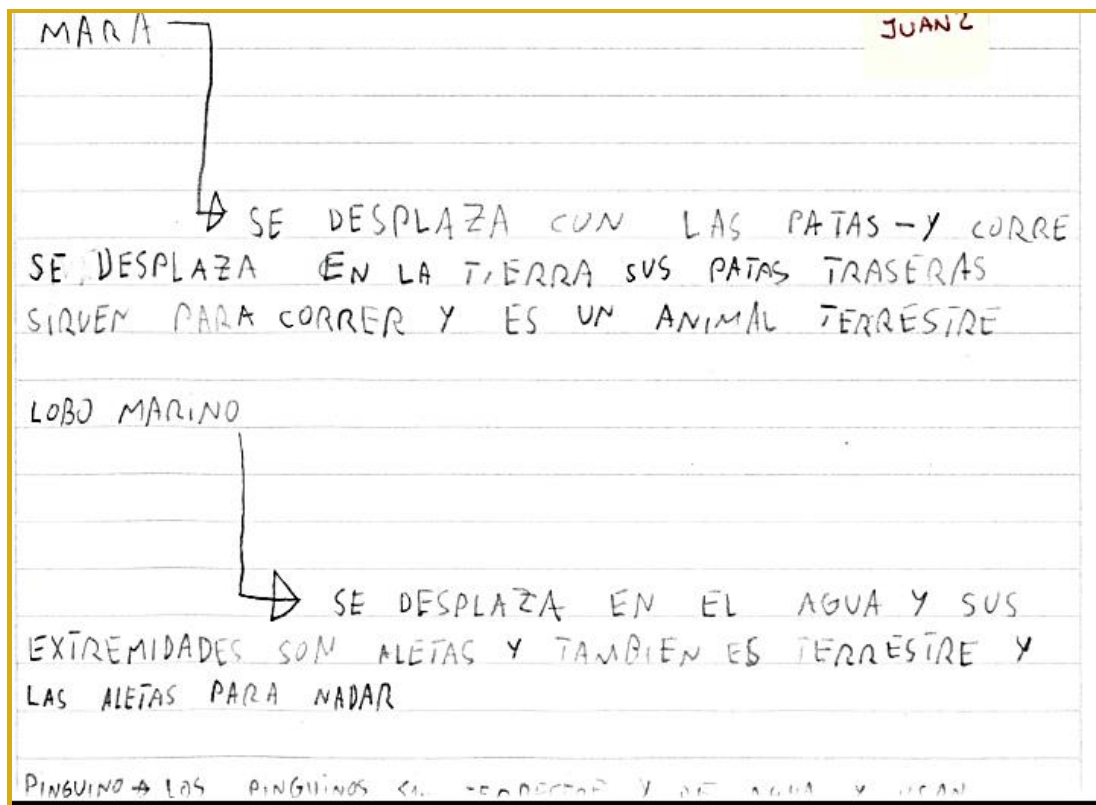 MARA
JUAN Z
SE DESPLAZA CON LAS PATAS - Y CORRE
SE DESPLAZA EN LA TIERRA SUS PATAS TRASERAS
SIRVEN PARA CORRER Y ES UN ANIMAL TERRESTRE
LOBO MARINO
SE DESPLAZA EN EL AGUA Y SUS
EXTREMIDADES SON ALETAS Y TAMBIEN ES TERRESTRE Y
LAS ALETAS PARA NADAR
PINGUINO → LOS PINGUINOS Y DE AGUA Y